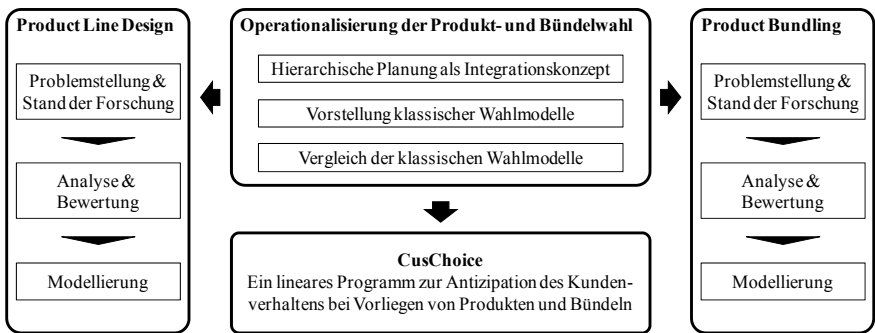 Product Line Design
Problemstellung &
Stand der Forschung
Analyse &
Bewertung
Modellierung
Operationalisierung der Produkt- und Bündelwahl
Hierarchische Planung als Integrationskonzept
Vorstellung klassischer Wahlmodelle
Vergleich der klassischen Wahlmodelle
CusChoice
Ein lineares Programm zur Antizipation des Kunden-
verhaltens bei Vorliegen von Produkten und Bündeln
Product Bundling
Problemstellung &
Stand der Forschung
Analyse &
Bewertung
Modellierung